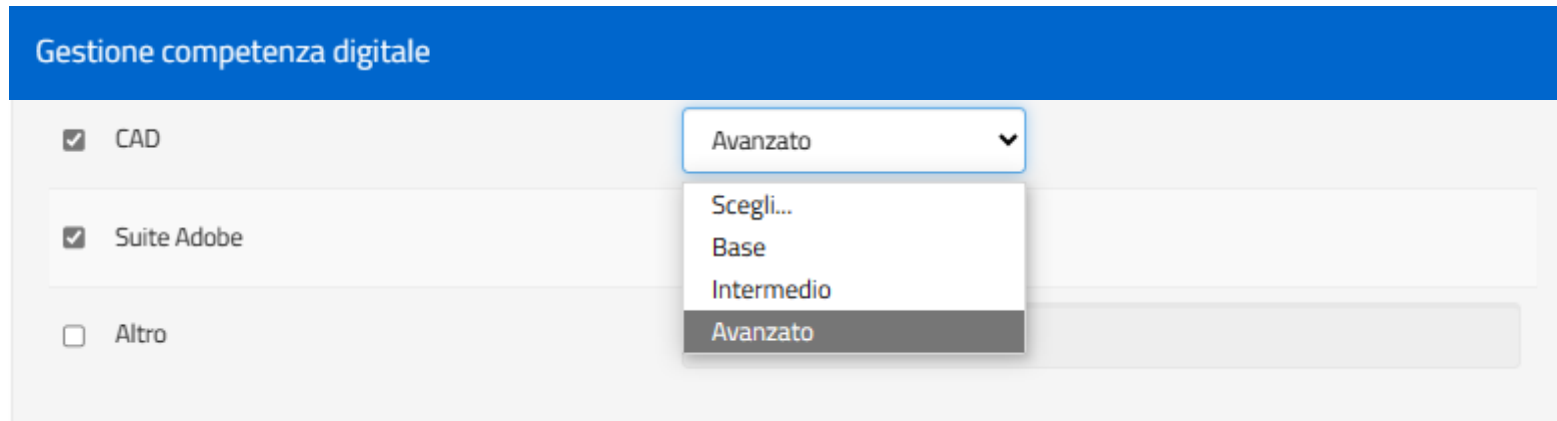 Gestione competenza digitale
CAD
Avanzato
Scegli...
Suite Adobe
Base
Intermedio
Altro
Avanzato